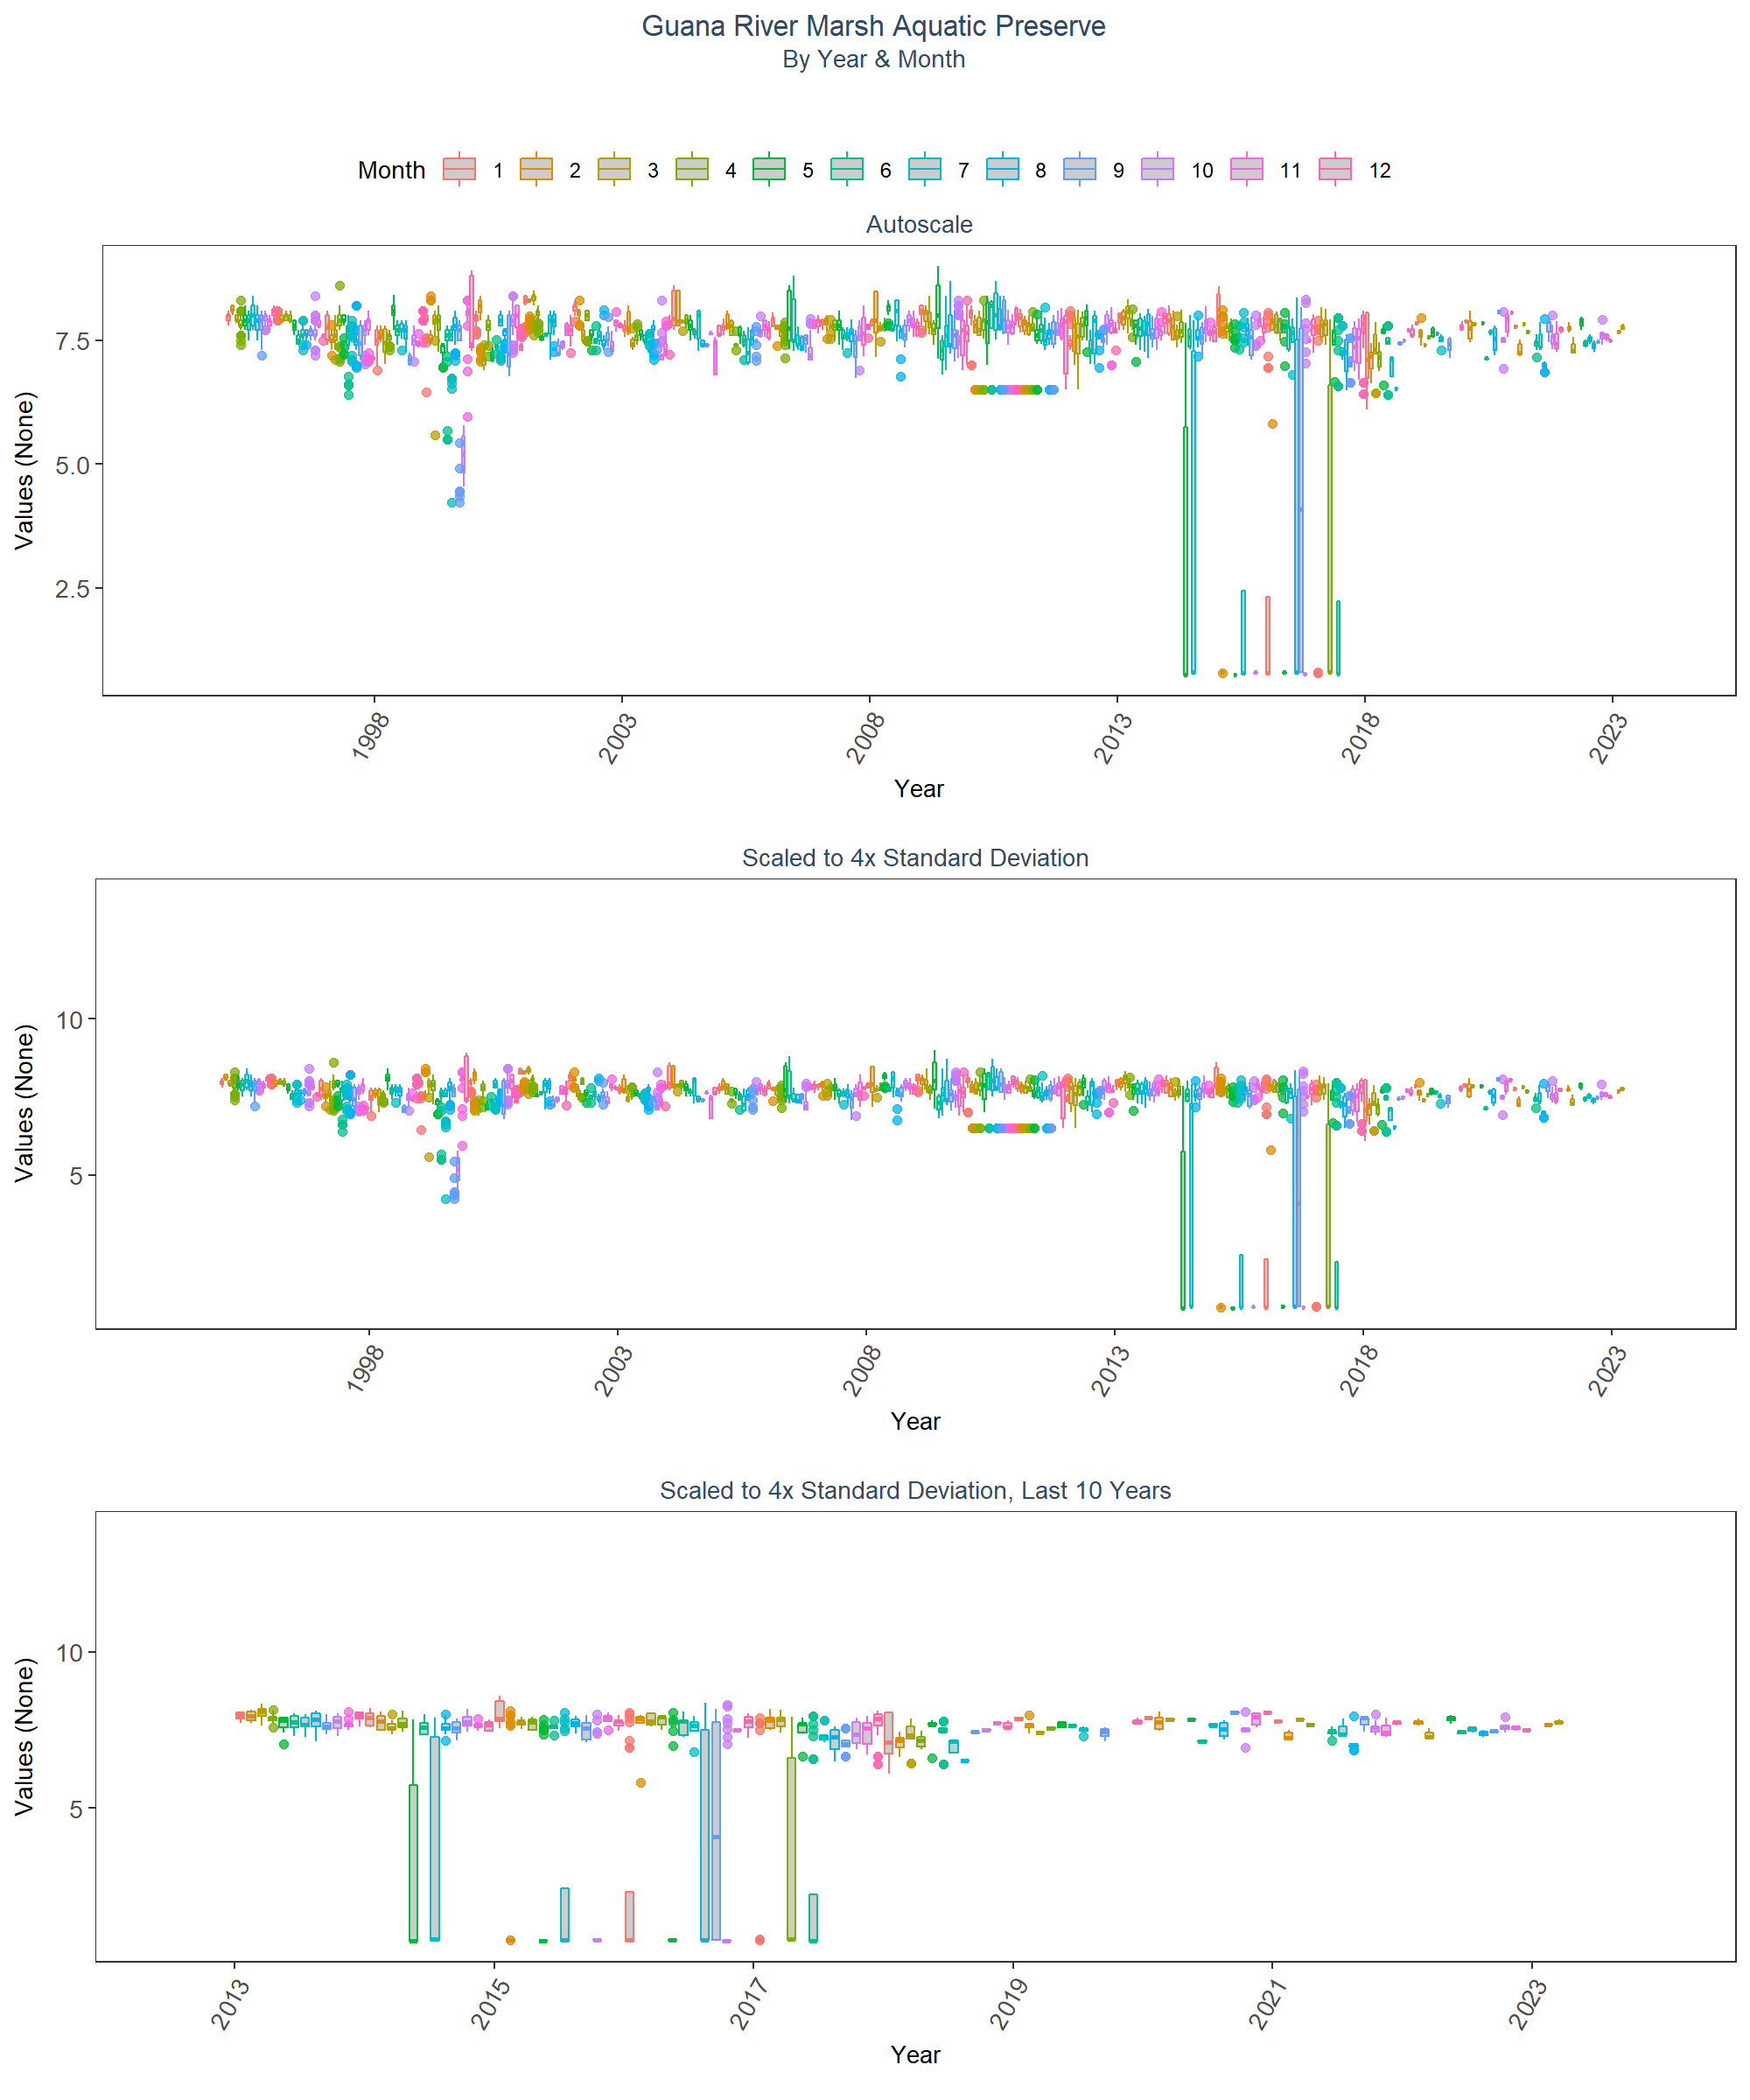 Guana River Marsh Aquatic Preserve
By Year & Month
Month 1 2 3 4 5 6 7 8 9 10 11 12
Autoscale
Values (None)
7.5
5.0
2.5
1998 2003 2008 2013 2018 2023
Year
Scaled to 4x Standard Deviation
Values (None)
10
5
1998 2003 2008 2013 2018 2023
Year
Scaled to 4x Standard Deviation, Last 10 Years
Values (None)
10
5
2013 2015 2017 2019 2021 2023
Year